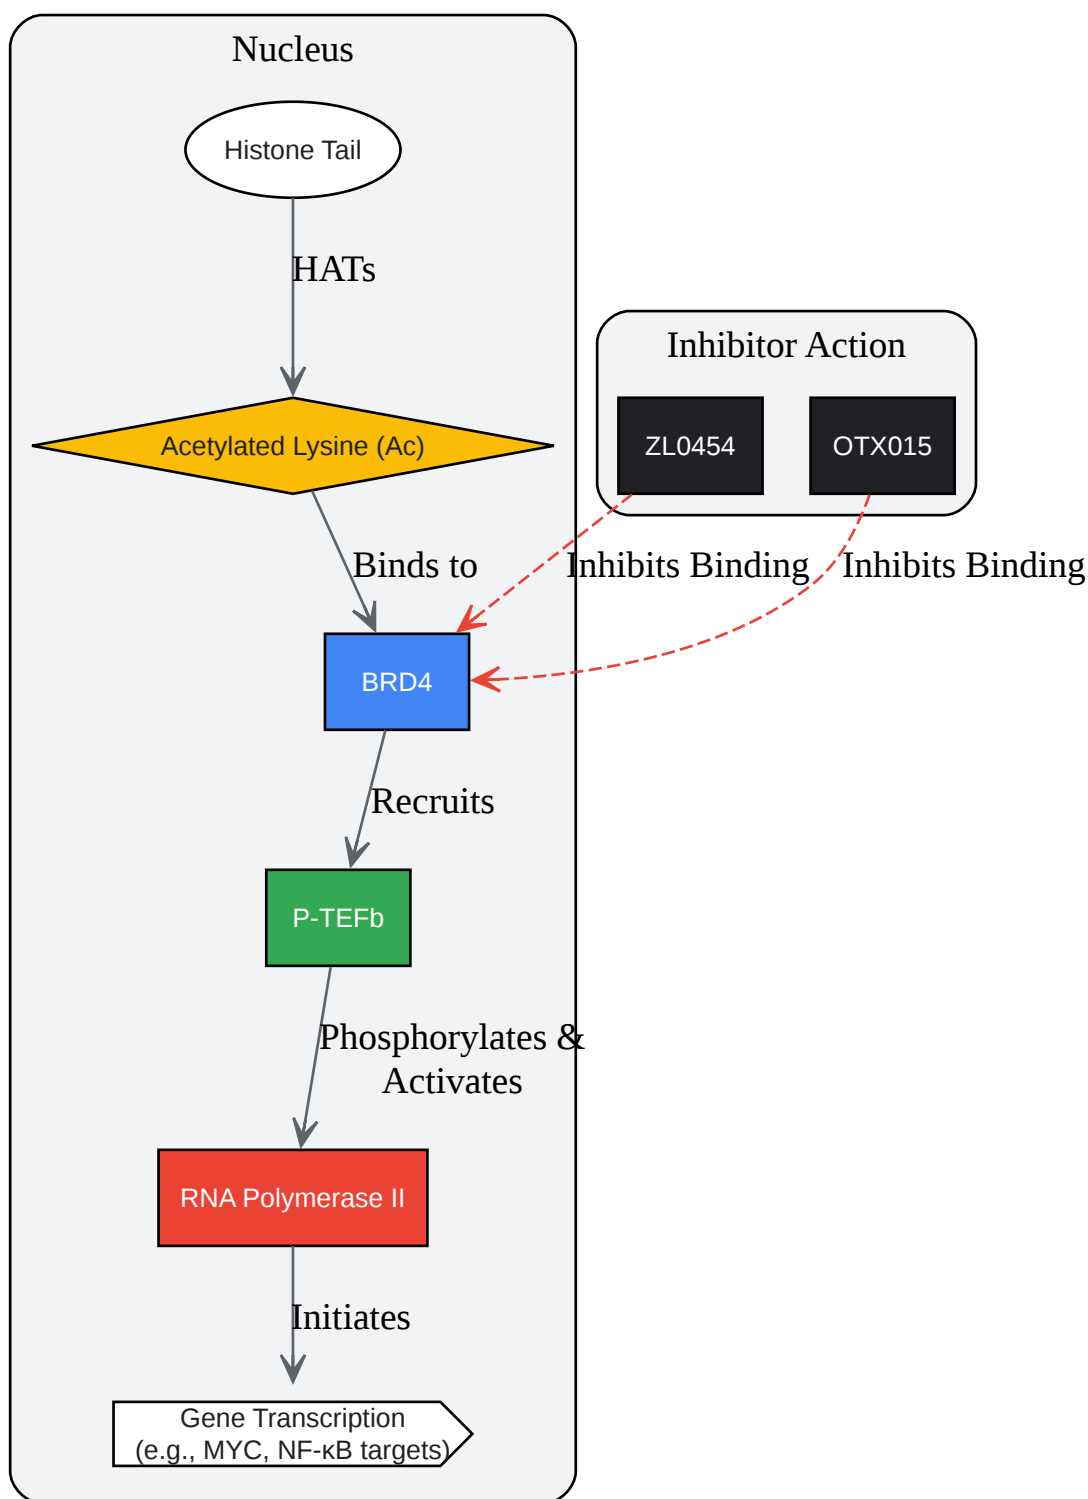 Nucleus
Histone Tail
HATs
Inhibitor Action
Acetylated Lysine (Ac)
ZL0454
OTX015
Binds to
Inhibits Binding
Inhibits Binding
BRD4
Recruits
P-TEFb
Phosphorylates &
Activates
RNA Polymerase II
Initiates
Gene Transcription
(e.g., MYC, NF-κB targets)